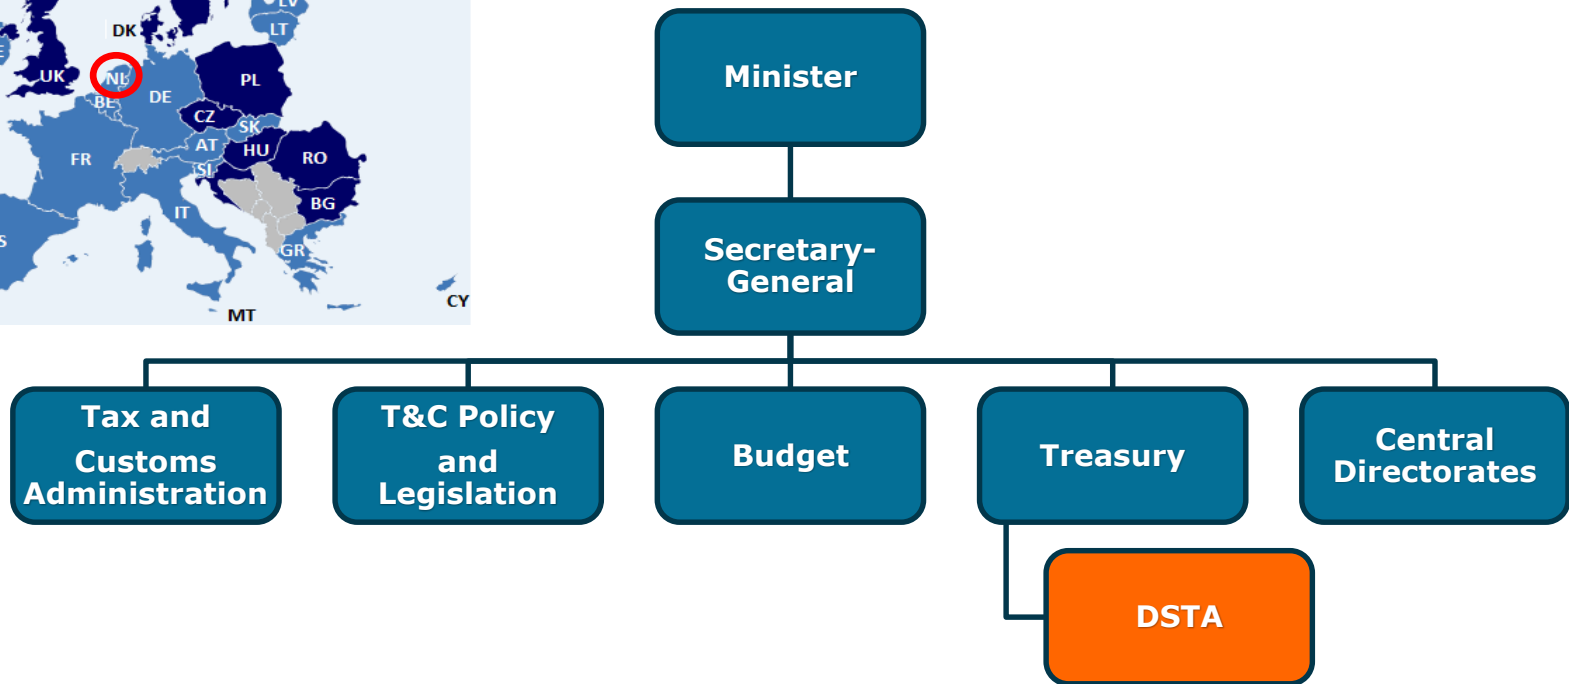 LV
DK
LT
E
UK
NL
PL
BE
DE
CZ
SK
AT
HU
FR
RO
SI
BG
IT
S
GR
CY
MT
Minister
Secretary–
General
Tax and
Customs
Administration
T&C Policy
and
Legislation
Budget
Treasury
Central
Directorates
DSTA